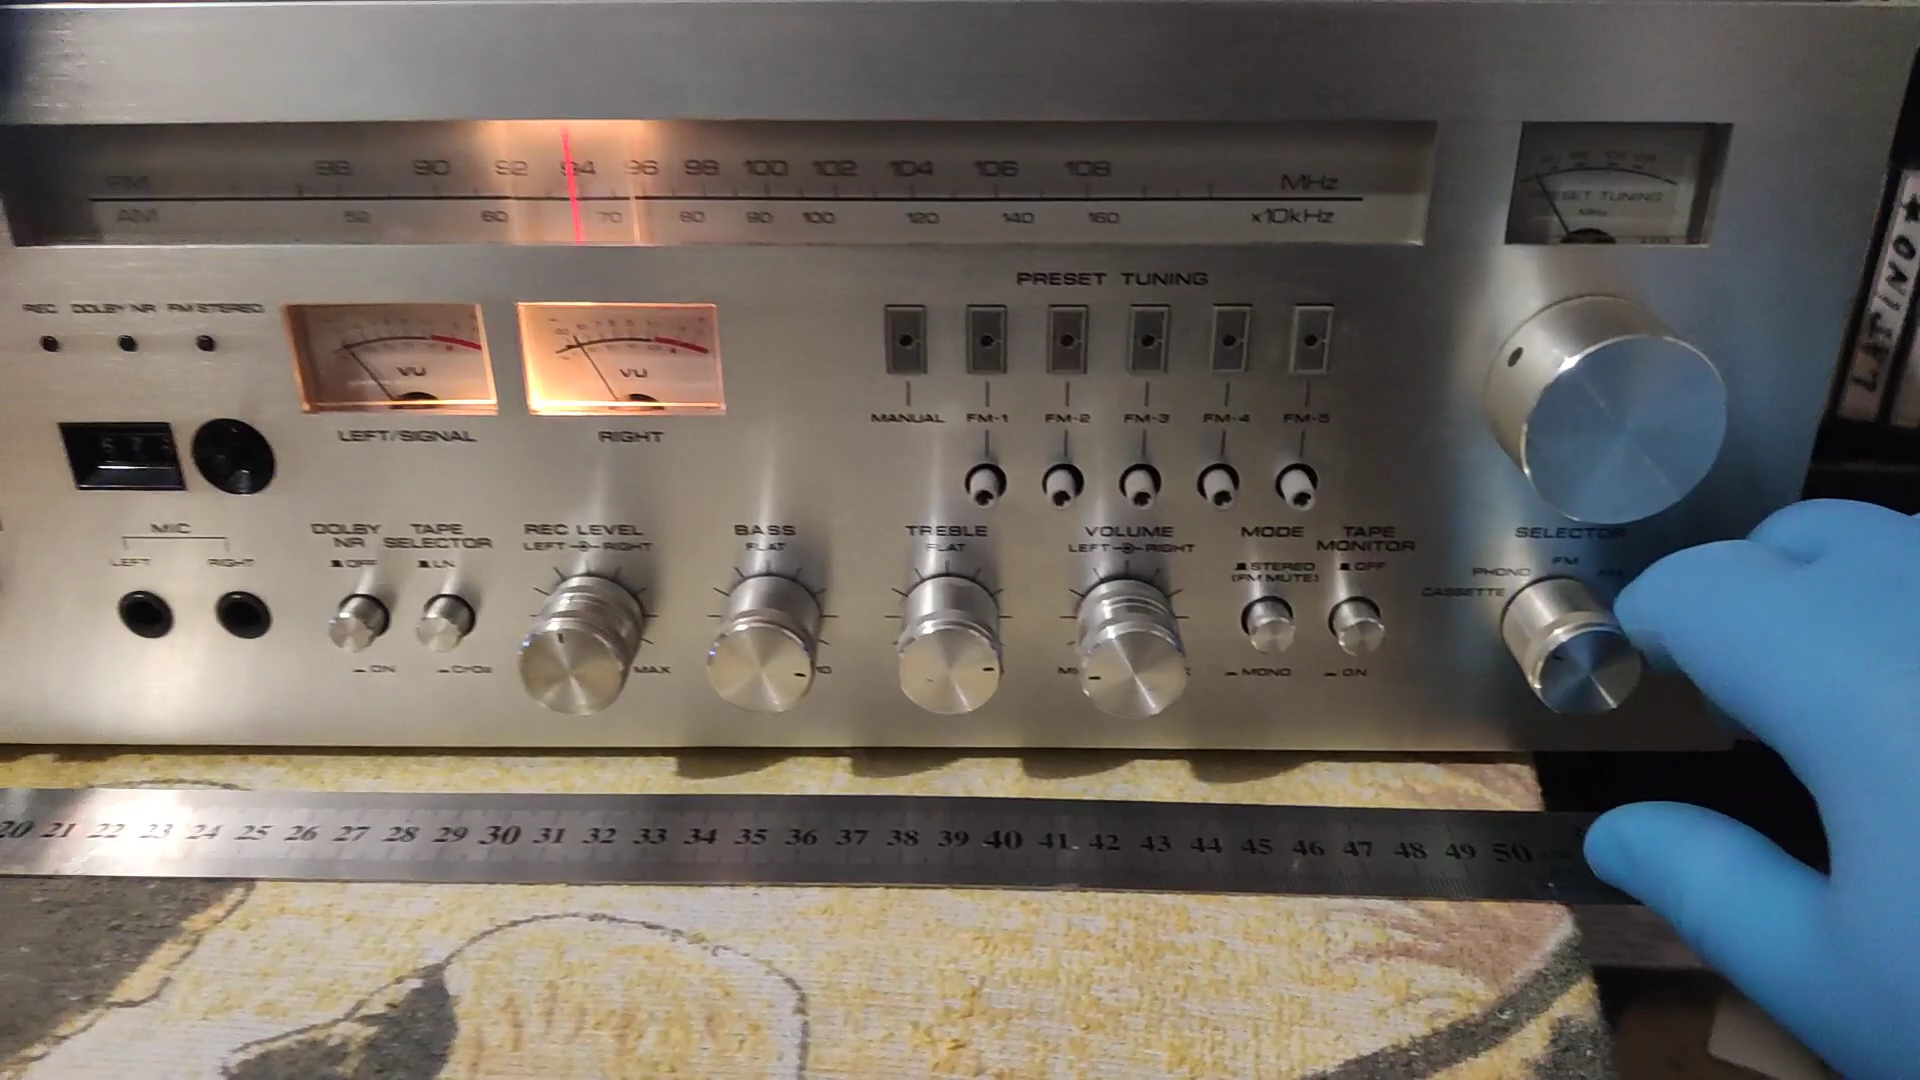 88 90 92 94 96 98 100 102 104 106 108 MHz
FM
AM
52 60 70 80 90 100 120 140 160 x10kHz
PRESET TUNING
MHz
PRESET TUNING
REC DOLBY NR FM STEREO
VU
VU
LEFT/SIGNAL
RIGHT
MANUAL FM-1 FM-2 FM-3 FM-4 FM-5
LATINO ★
MIC
LEFT RIGHT
DOLBY NR
OFF
ON
TAPE SELECTOR
LN
CrO2
REC LEVEL
LEFT RIGHT
MAX
BASS
FLAT
10
TREBLE
FLAT
VOLUME
LEFT RIGHT
MODE
STEREO
(FM MUTE)
MONO
TAPE MONITOR
OFF
ON
SELECTOR
CASSETTE PHONO FM AM
20 21 22 23 24 25 26 27 28 29 30 31 32 33 34 35 36 37 38 39 40 41 42 43 44 45 46 47 48 49 50